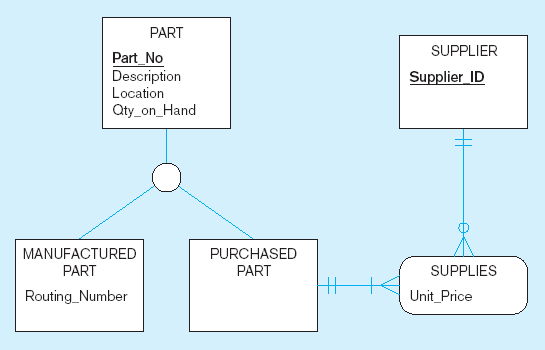 PART
Part_No
Description
Location
Qty_on_Hand
SUPPLIER
Supplier_ID
MANUFACTURED
PART
Routing_Number
PURCHASED
PART
SUPPLIES
Unit_Price